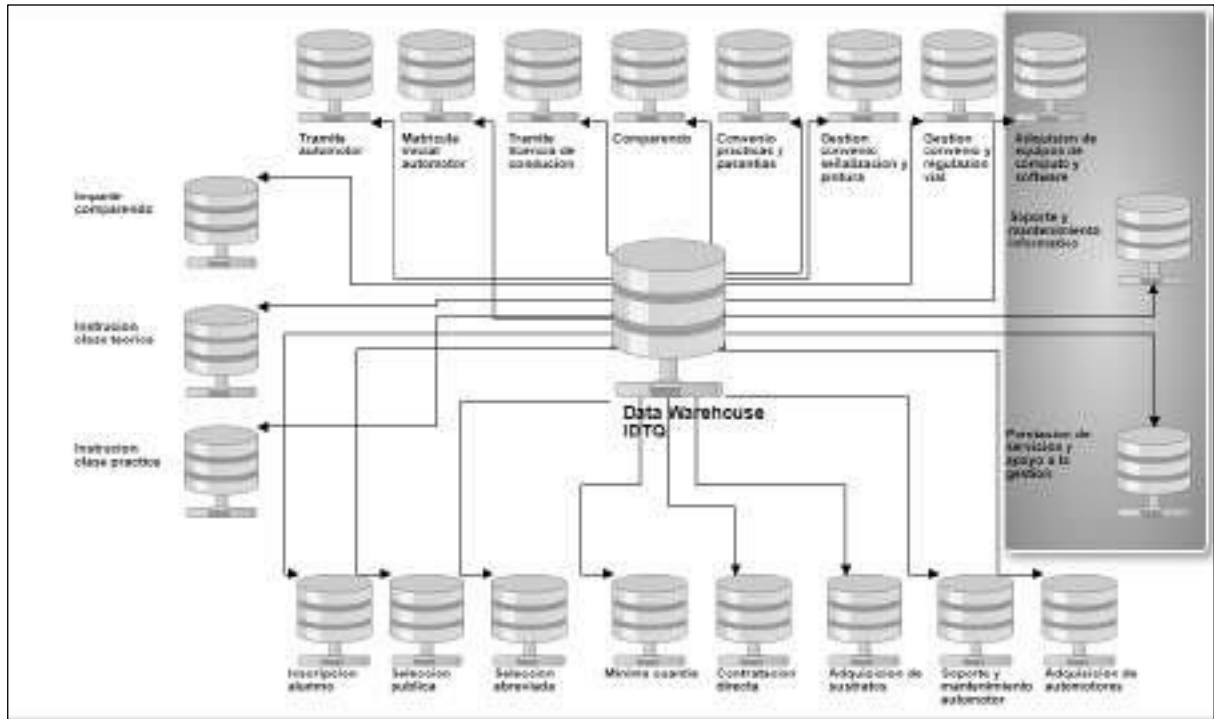 Tramite
automotor
Matricula
inicial
automotor
Tramite
licencia de
conducion
Comparendo
Convenio
practicas y
pasantias
Gestion
convenio
señalizacion y
pintura
Gestion
convenio y
regulacion
vial
Adquision de
equipos de
computo y
software
Impartir
comparendo
Soporte y
mantenimiento
informatico
Instrucion
clase teorica
Data Warehouse
IDTQ
Instrucion
clase practica
Prestacion de
servicios y
apoyo a la
gestion
Inscripcion
alumno
Seleccion
publica
Seleccion
abreviada
Minima cuantia
Contratacion
directa
Adquisicion de
sustratos
Soporte y
mantenimiento
automotor
Adquisicion de
automotores